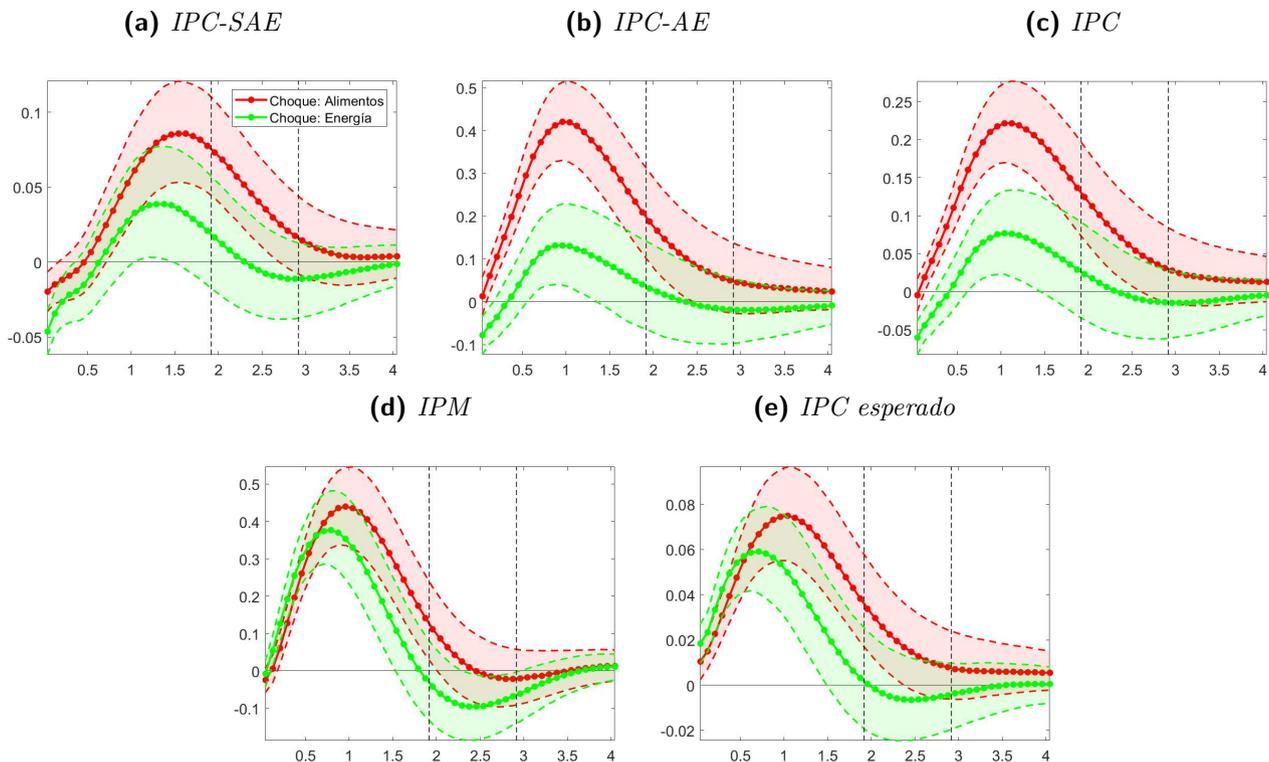 (a) IPC-SAE
(b) IPC-AE
(c) IPC
0.1
0.05
0
-0.05
Choque: Alimentos
Choque: Energía
0.5 1 1.5 2 2.5 3 3.5 4
0.5
0.4
0.3
0.2
0.1
0
-0.1
0.5 1 1.5 2 2.5 3 3.5 4
0.25
0.2
0.15
0.1
0.05
0
-0.05
0.5 1 1.5 2 2.5 3 3.5 4
(d) IPM
(e) IPC esperado
0.5
0.4
0.3
0.2
0.1
0
-0.1
0.5 1 1.5 2 2.5 3 3.5 4
0.08
0.06
0.04
0.02
0
-0.02
0.5 1 1.5 2 2.5 3 3.5 4